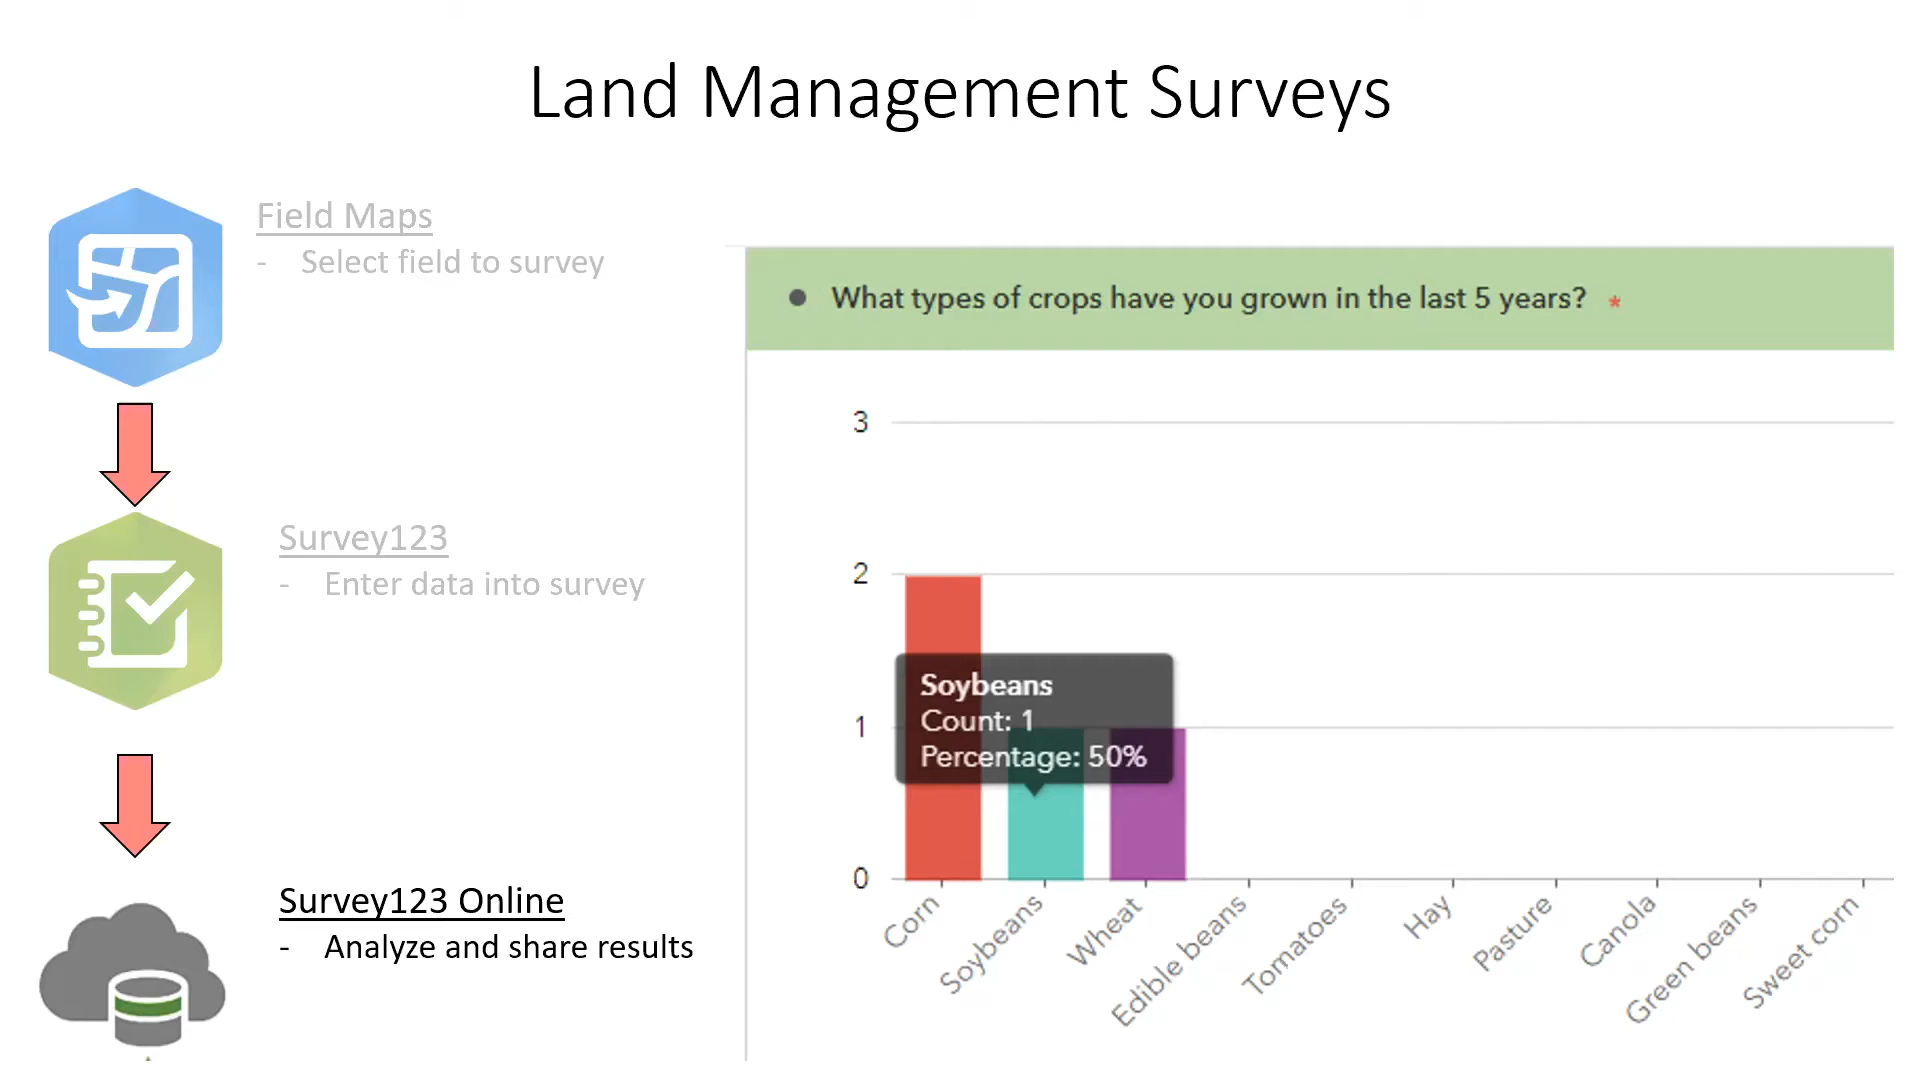 Land Management Surveys
Field Maps
- Select field to survey
Survey123
- Enter data into survey
Survey123 Online
- Analyze and share results
• What types of crops have you grown in the last 5 years? *
3
2
1
0
Soybeans
Count: 1
Percentage: 50%
Corn
Soybeans
Wheat
Edible beans
Tomatoes
Hay
Pasture
Canola
Green beans
Sweet corn